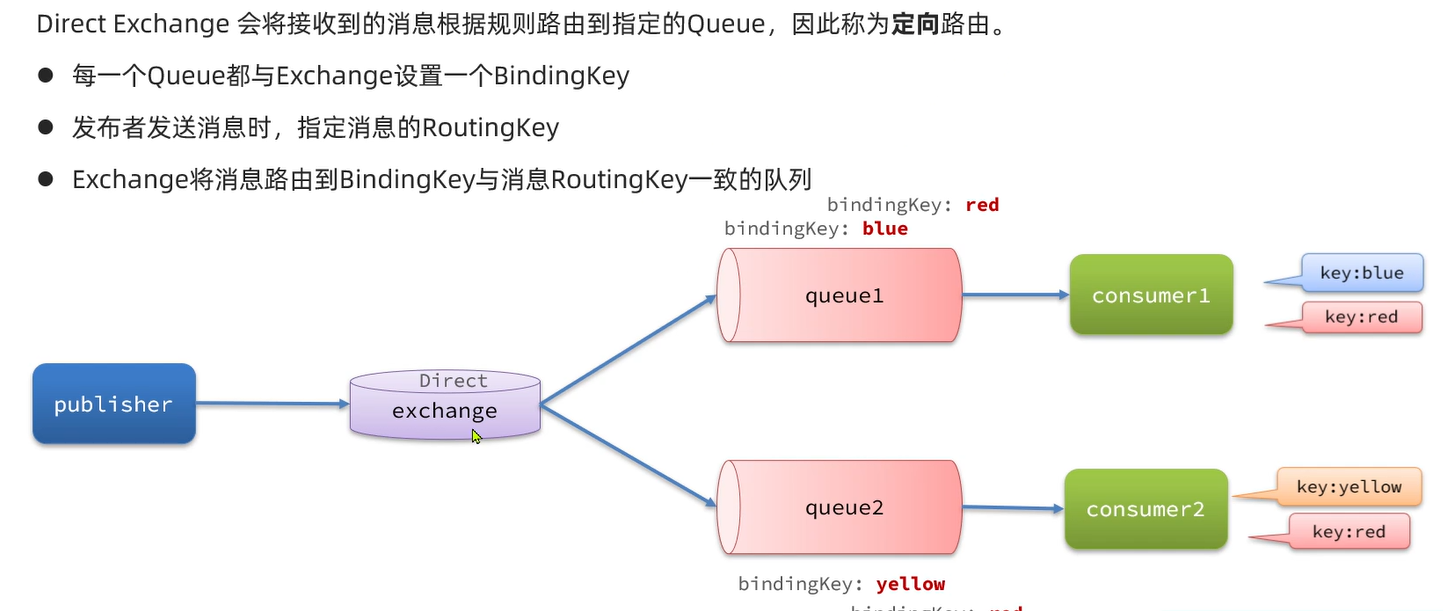 Direct Exchange 会将接收到的消息根据规则路由到指定的Queue，因此称为定向路由。
每一个Queue都与Exchange设置一个BindingKey
发布者发送消息时，指定消息的RoutingKey
Exchange将消息路由到BindingKey与消息RoutingKey一致的队列
bindingKey: red
bindingKey: blue
queue1
consumer1
key:blue
key:red
publisher
Direct
exchange
queue2
consumer2
key:yellow
key:red
bindingKey: yellow
bindingKey: red